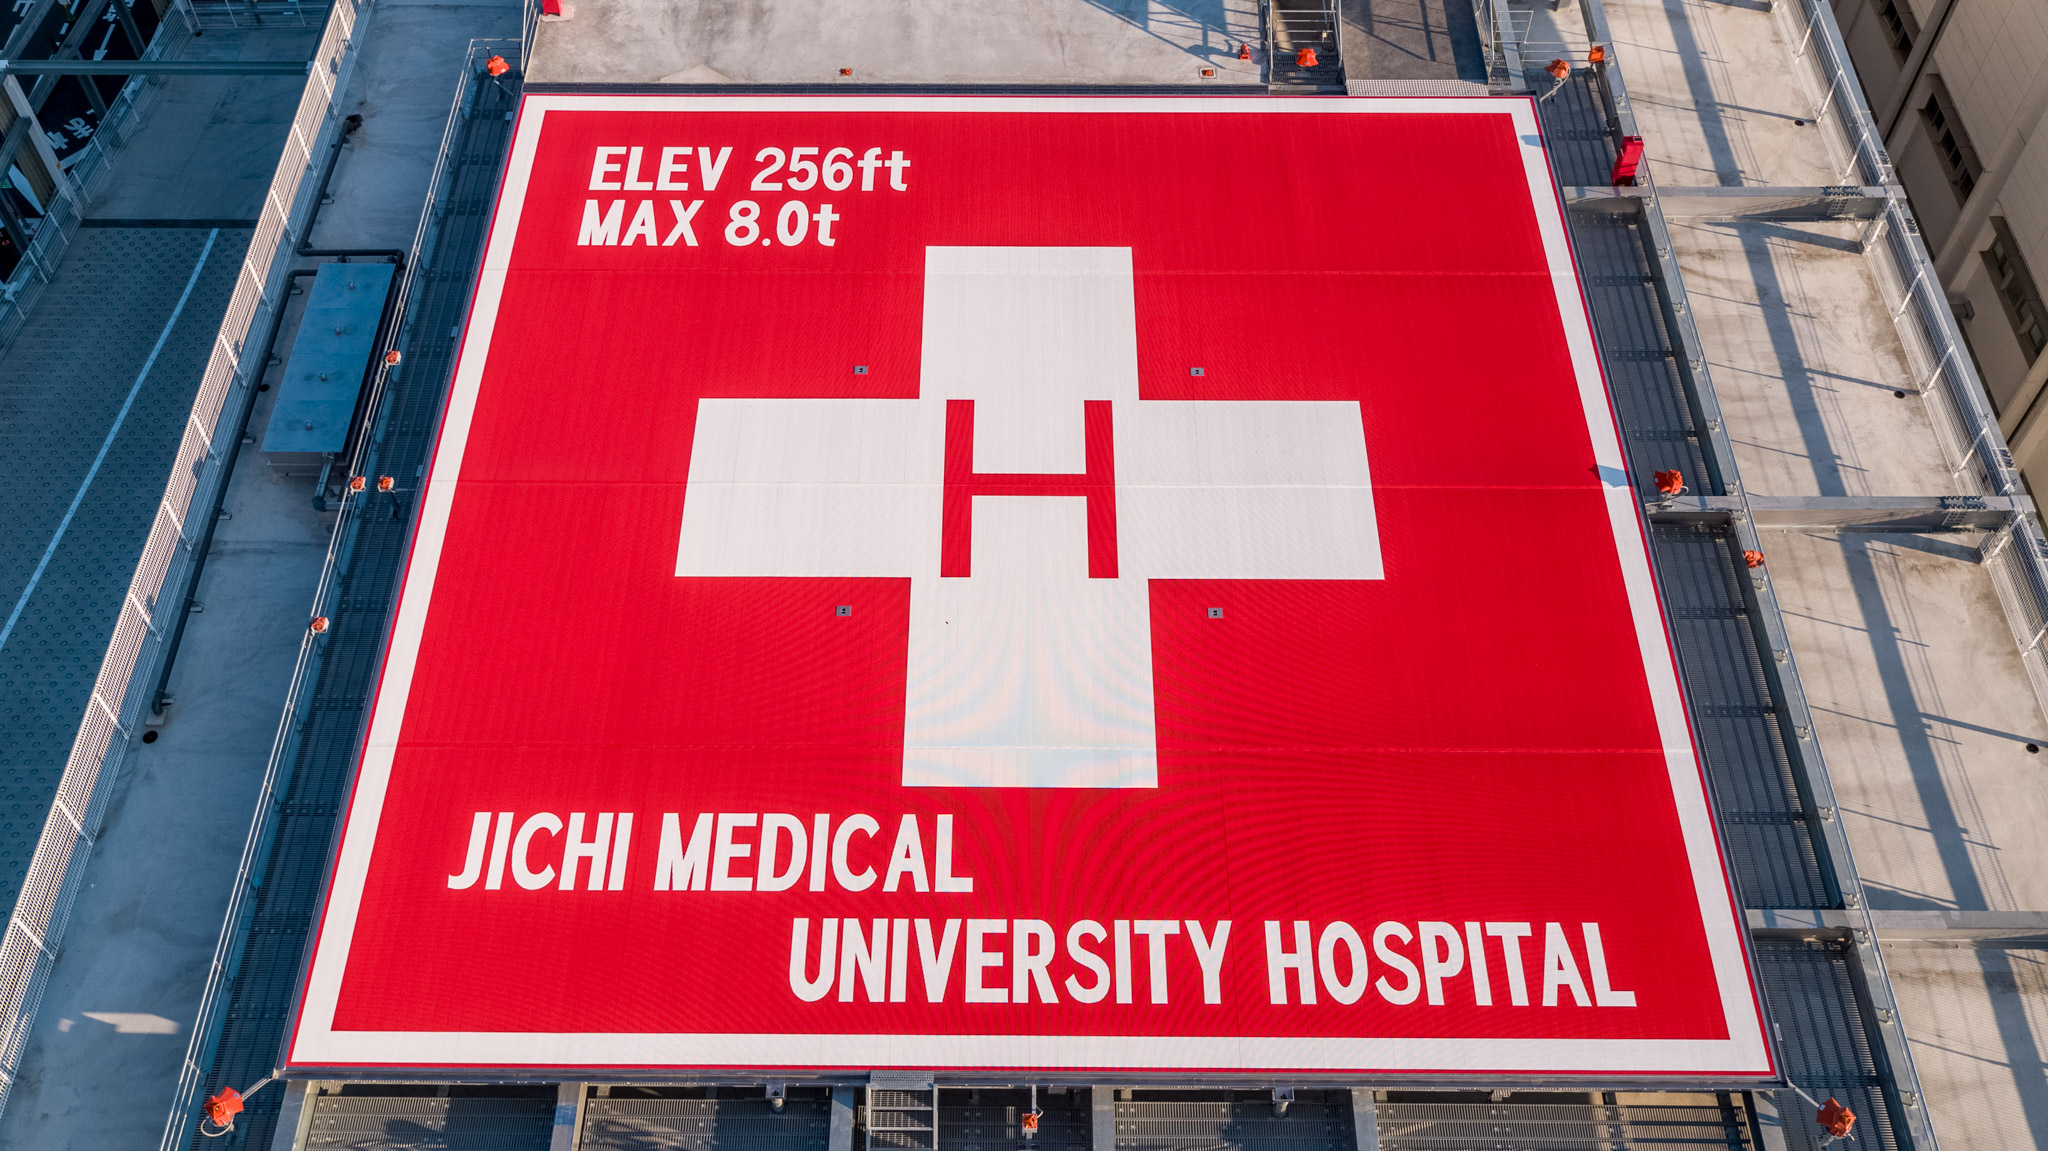 ELEV 256ft
MAX 8.0t
H
JICHI MEDICAL
UNIVERSITY HOSPITAL